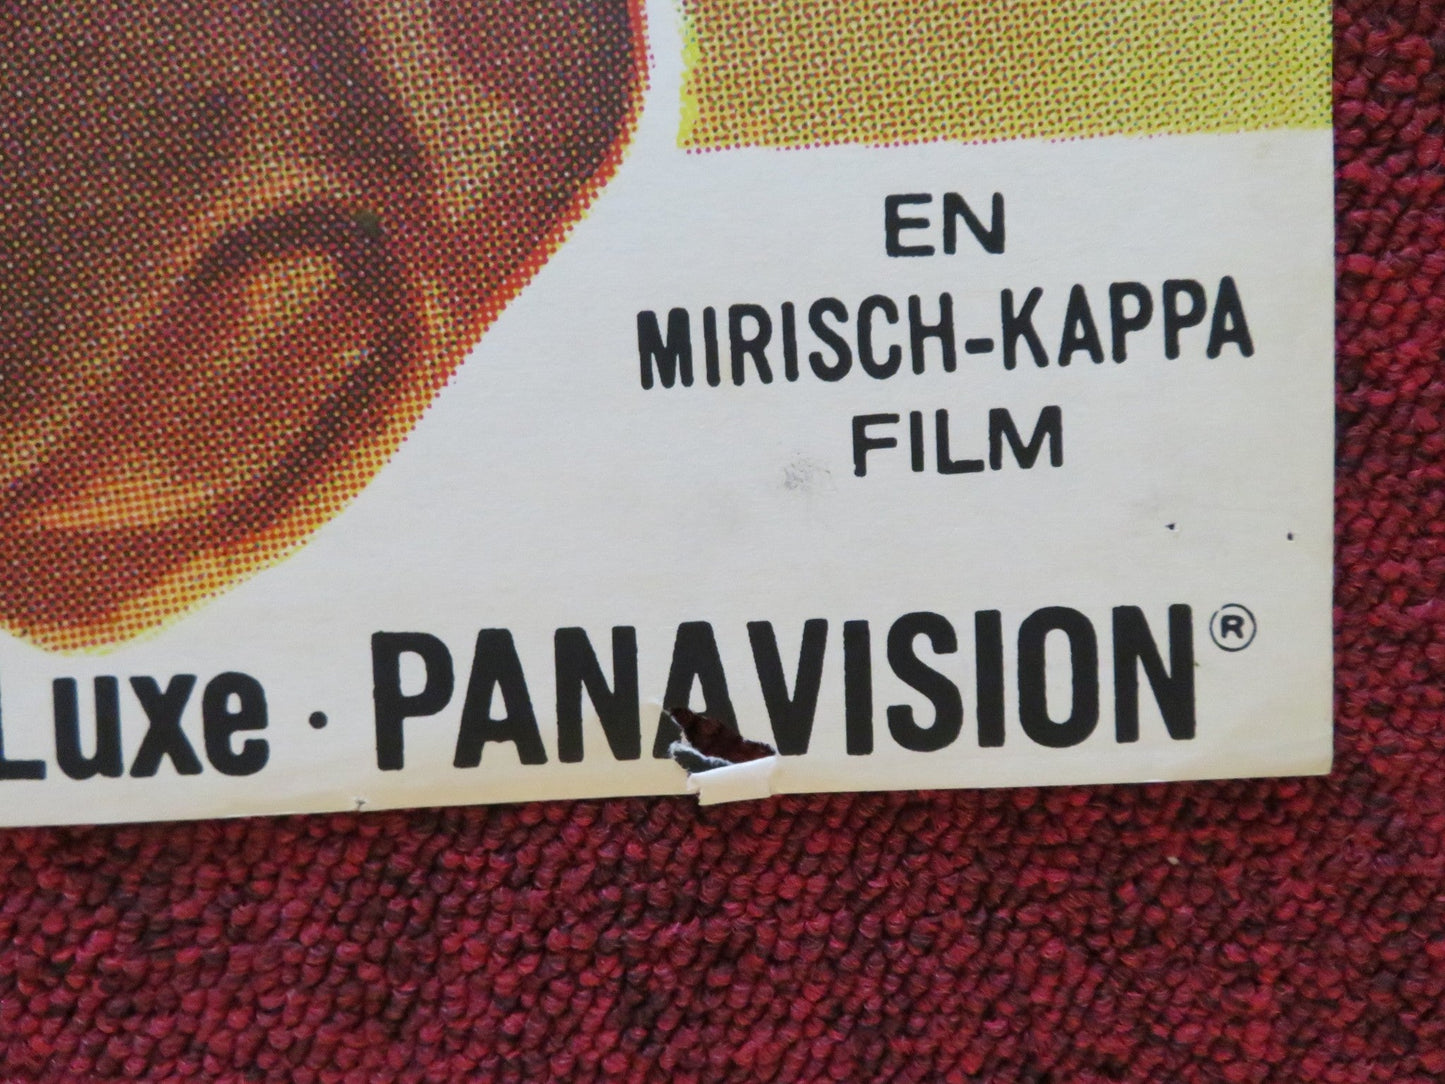 EN
MIRISCH-KAPPA
FILM
Luxe · PANAVISION®